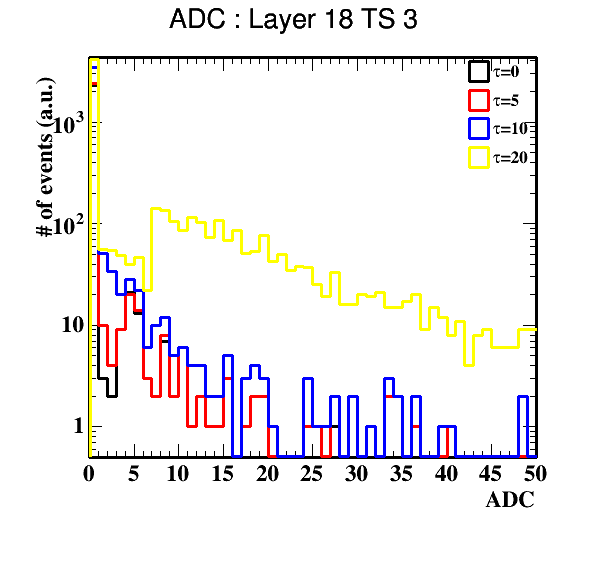 ADC : Layer 18 TS 3
# of events (a.u.)
10³
10²
10
1
τ=0
τ=5
τ=10
τ=20
0 5 10 15 20 25 30 35 40 45 50
ADC